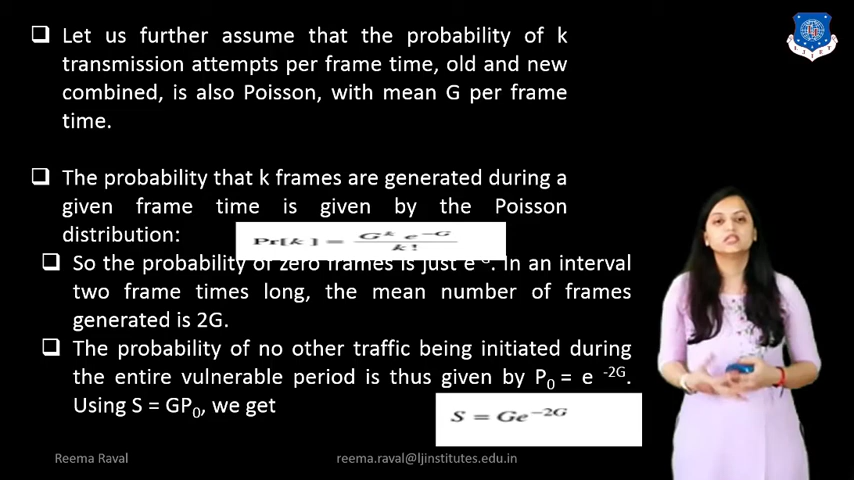 ❑ Let us further assume that the probability of k
transmission attempts per frame time, old and new
combined, is also Poisson, with mean G per frame
time.
❑ The probability that k frames are generated during a
given frame time is given by the Poisson
distribution:
Pr[k] = G^k e^−G / k!
❑ So the probability of zero frames is just e^-G. In an interval
two frame times long, the mean number of frames
generated is 2G.
❑ The probability of no other traffic being initiated during
the entire vulnerable period is thus given by P₀ = e ^-2G.
Using S = GP₀, we get
S = Ge^−2G
Reema Raval
reema.raval@ljinstitutes.edu.in